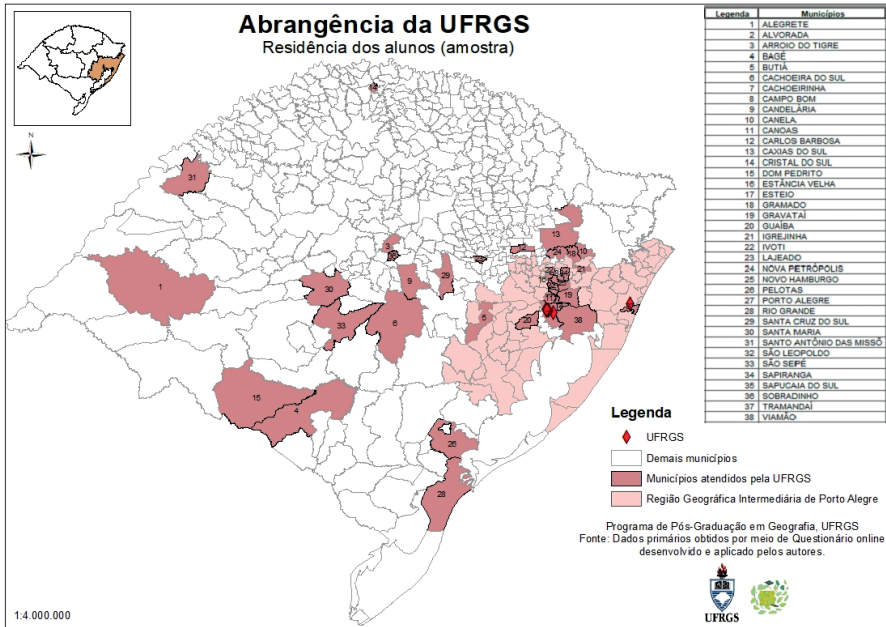 Abrangência da UFRGS
Residência dos alunos (amostra)
N
Legenda Municípios
1 ALEGRETE
2 ALVORADA
3 ARROIO DO TIGRE
4 BAGÉ
5 BUTIÁ
6 CACHOEIRA DO SUL
7 CACHOEIRINHA
8 CAMPO BOM
9 CANDELÁRIA
10 CANELA
11 CANOAS
12 CARLOS BARBOSA
13 CAXIAS DO SUL
14 CRISTAL DO SUL
15 DOM PEDRITO
16 ESTÂNCIA VELHA
17 ESTEIO
18 GRAMADO
19 GRAVATAÍ
20 GUAÍBA
21 IGREJINHA
22 IVOTI
23 LAJEADO
24 NOVA PETRÓPOLIS
25 NOVO HAMBURGO
26 PELOTAS
27 PORTO ALEGRE
28 RIO GRANDE
29 SANTA CRUZ DO SUL
30 SANTA MARIA
31 SANTO ANTÔNIO DAS MISSÕ
32 SÃO LEOPOLDO
33 SÃO SEPÉ
34 SAPIRANGA
35 SAPUCAIA DO SUL
36 SOBRADINHO
37 TRAMANDAÍ
38 VIAMÃO
31
13
3
12
24
18
10
1
30
9
29
21
33
6
5
20
19
38
15
4
26
28
Legenda
UFRGS
Demais municípios
Municípios atendidos pela UFRGS
Região Geográfica Intermediária de Porto Alegre
Programa de Pós-Graduação em Geografia, UFRGS
Fonte: Dados primários obtidos por meio de Questionário online
desenvolvido e aplicado pelos autores.
UFRGS
1:4.000.000